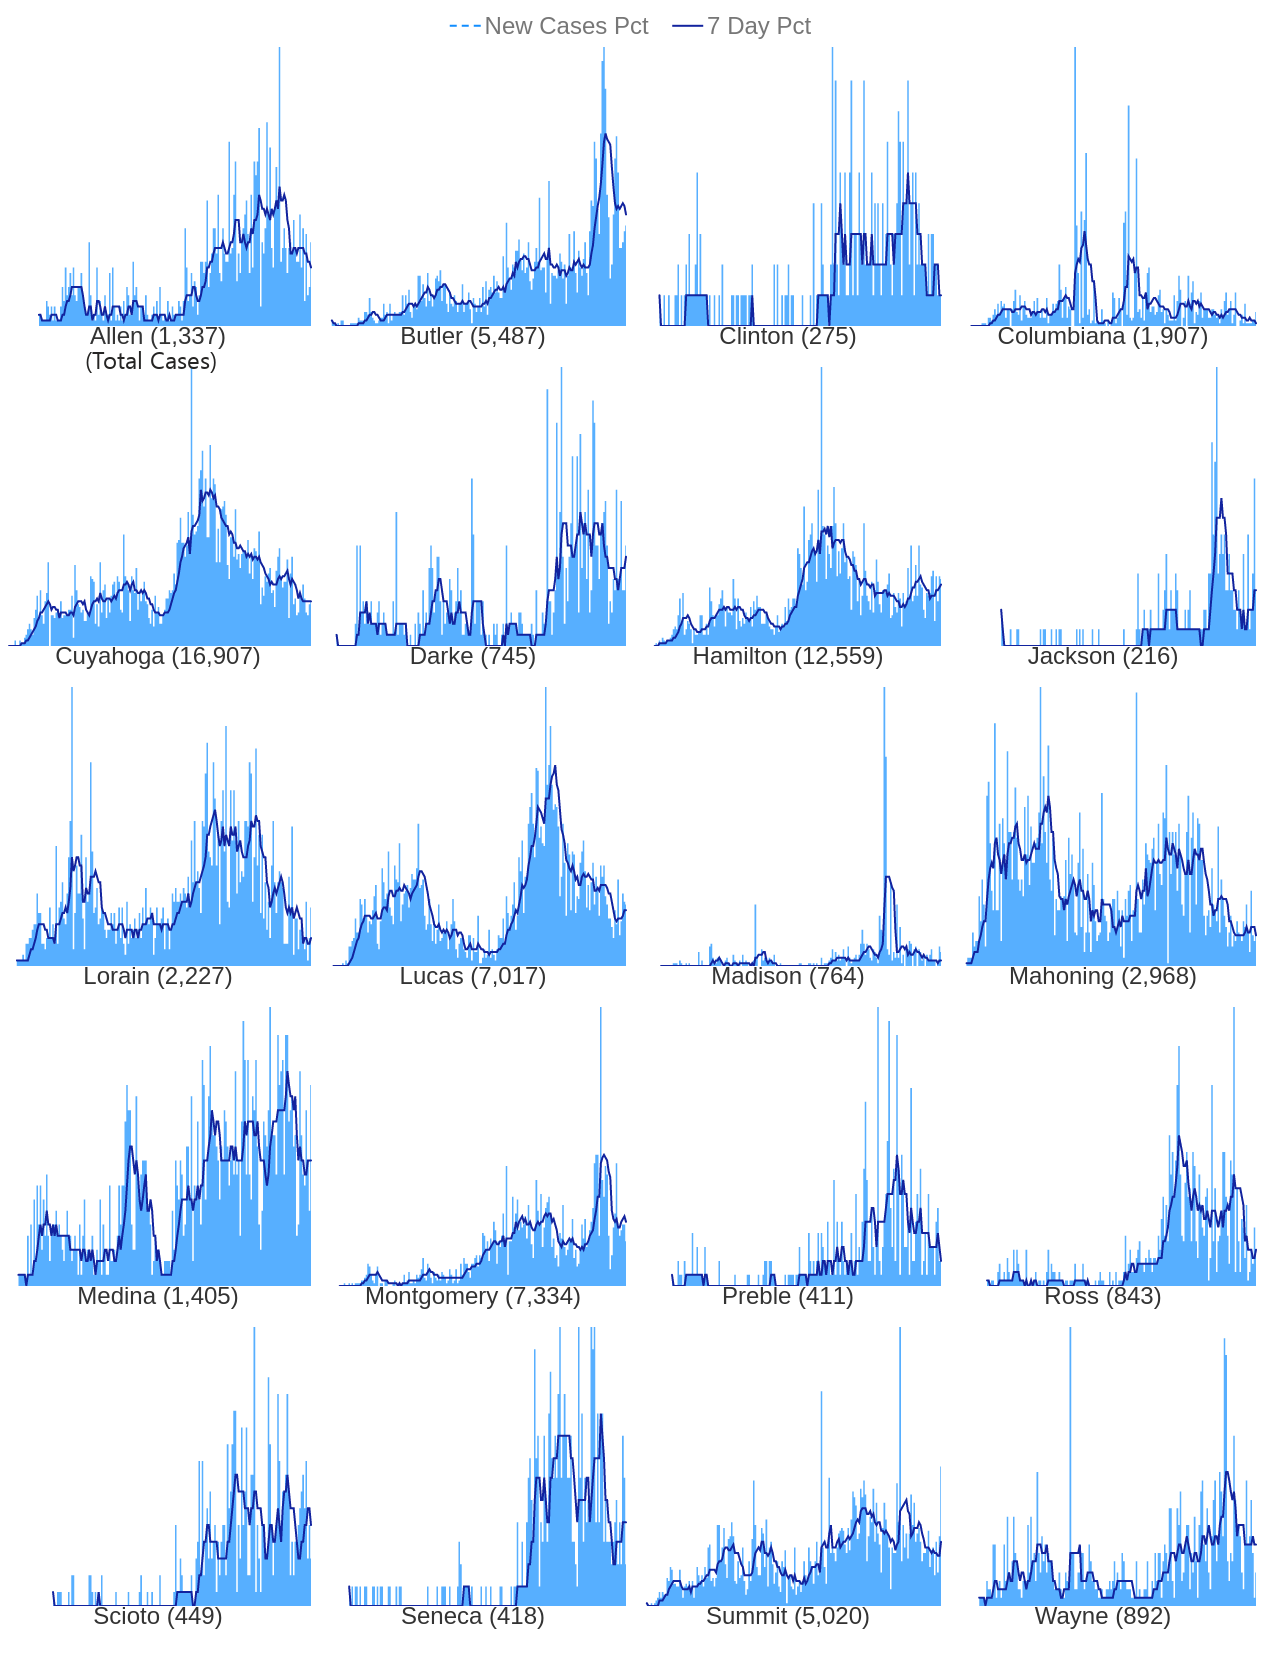 New Cases Pct 7 Day Pct
Allen (1,337) Butler (5,487) Clinton (275) Columbiana (1,907)
(Total Cases)
Cuyahoga (16,907) Darke (745) Hamilton (12,559) Jackson (216)
Lorain (2,227) Lucas (7,017) Madison (764) Mahoning (2,968)
Medina (1,405) Montgomery (7,334) Preble (411) Ross (843)
Scioto (449) Seneca (418) Summit (5,020) Wayne (892)